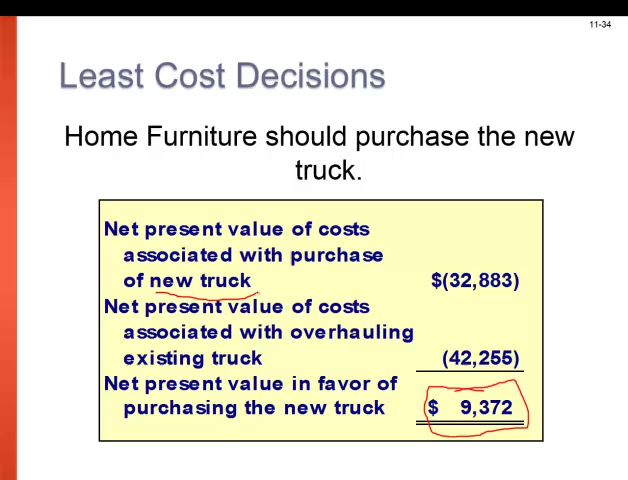 11-34
Least Cost Decisions
Home Furniture should purchase the new
truck.
Net present value of costs
associated with purchase
of new truck $(32,883)
Net present value of costs
associated with overhauling
existing truck (42,255)
Net present value in favor of
purchasing the new truck $ 9,372